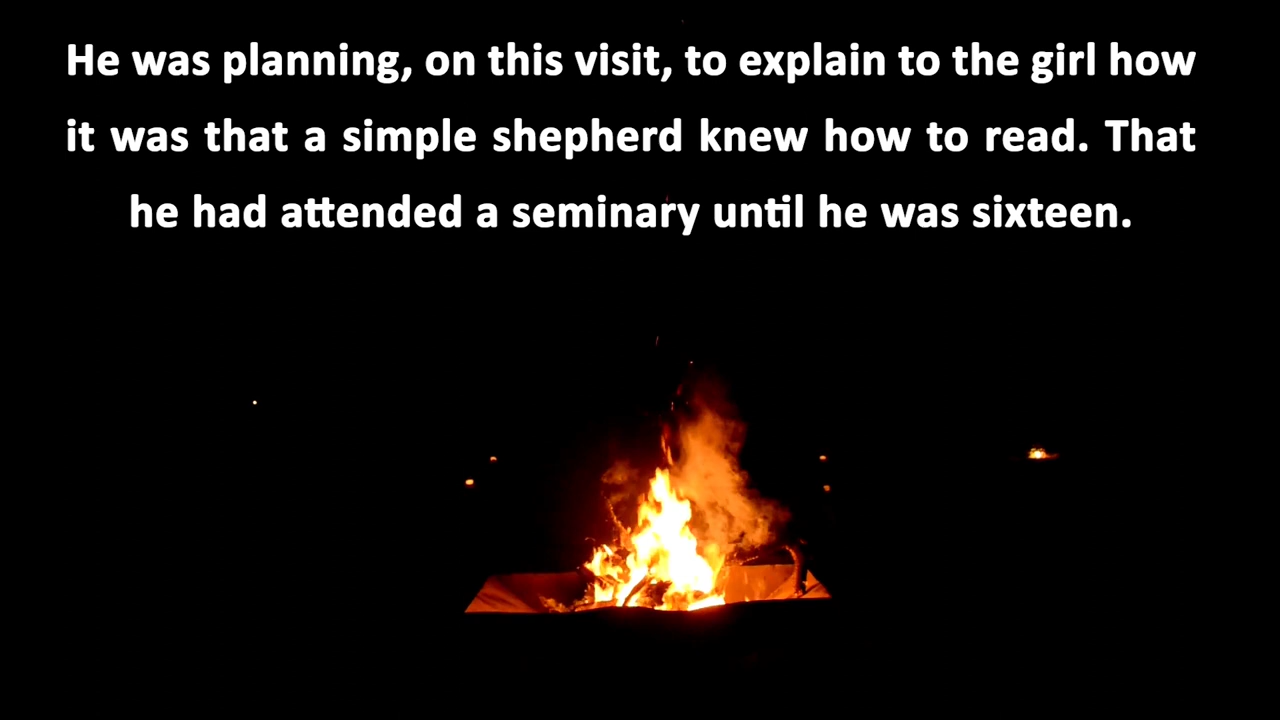 He was planning, on this visit, to explain to the girl how
it was that a simple shepherd knew how to read. That
he had attended a seminary until he was sixteen.